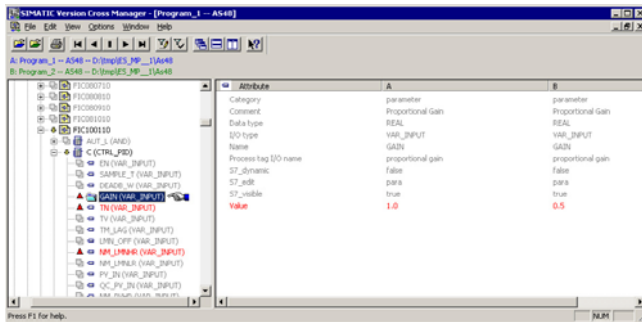 SIMATIC Version Cross Manager - [Program_1 -- AS48]
File Edit View Options Window Help
A: Program_1 -- AS48 -- D:\tmp\ES_MP__1\As48
B: Program_2 -- AS48 -- D:\tmp\ES_MP__1\As48
FIC080710
FIC080810
FIC080910
FIC081010
FIC100110
AUT_L (AND)
C (CTRL_PID)
EN (VAR_INPUT)
SAMPLE_T (VAR_INPUT)
DEADB_W (VAR_INPUT)
GAIN (VAR_INPUT)
TN (VAR_INPUT)
TV (VAR_INPUT)
TM_LAG (VAR_INPUT)
LMN_OFF (VAR_INPUT)
NM_LMNHR (VAR_INPUT)
NM_LMNLR (VAR_INPUT)
PV_IN (VAR_INPUT)
QC_PV_IN (VAR_INPUT)
Attribute A B
Category parameter parameter
Comment Proportional Gain Proportional Gain
Data type REAL REAL
I/O type VAR_INPUT VAR_INPUT
Name GAIN GAIN
Process tag I/O name proportional gain proportional gain
S7_dynamic false false
S7_edit para para
S7_visible true true
Value 1.0 0.5
Press F1 for help.
NUM